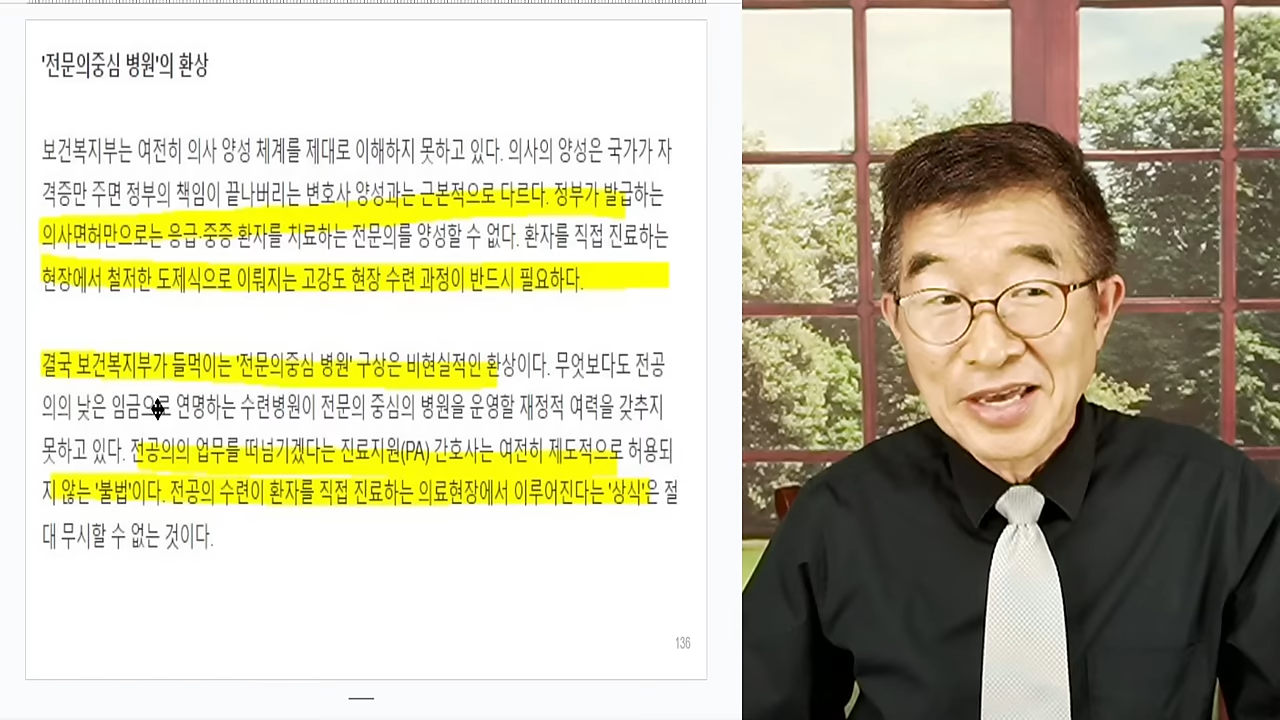 '전문의중심 병원'의 환상
보건복지부는 여전히 의사 양성 체계를 제대로 이해하지 못하고 있다. 의사의 양성은 국가가 자
격증만 주면 정부의 책임이 끝나버리는 변호사 양성과는 근본적으로 다르다. 정부가 발급하는
의사면허만으로는 응급·중증 환자를 치료하는 전문의를 양성할 수 없다. 환자를 직접 진료하는
현장에서 철저한 도제식으로 이뤄지는 고강도 현장 수련 과정이 반드시 필요하다.
결국 보건복지부가 들먹이는 '전문의중심 병원' 구상은 비현실적인 환상이다. 무엇보다도 전공
의의 낮은 임금으로 연명하는 수련병원이 전문의 중심의 병원을 운영할 재정적 여력을 갖추지
못하고 있다. 전공의의 업무를 떠넘기겠다는 진료지원(PA) 간호사는 여전히 제도적으로 허용되
지 않는 '불법'이다. 전공의 수련이 환자를 직접 진료하는 의료현장에서 이루어진다는 '상식'은 절
대 무시할 수 없는 것이다.
136